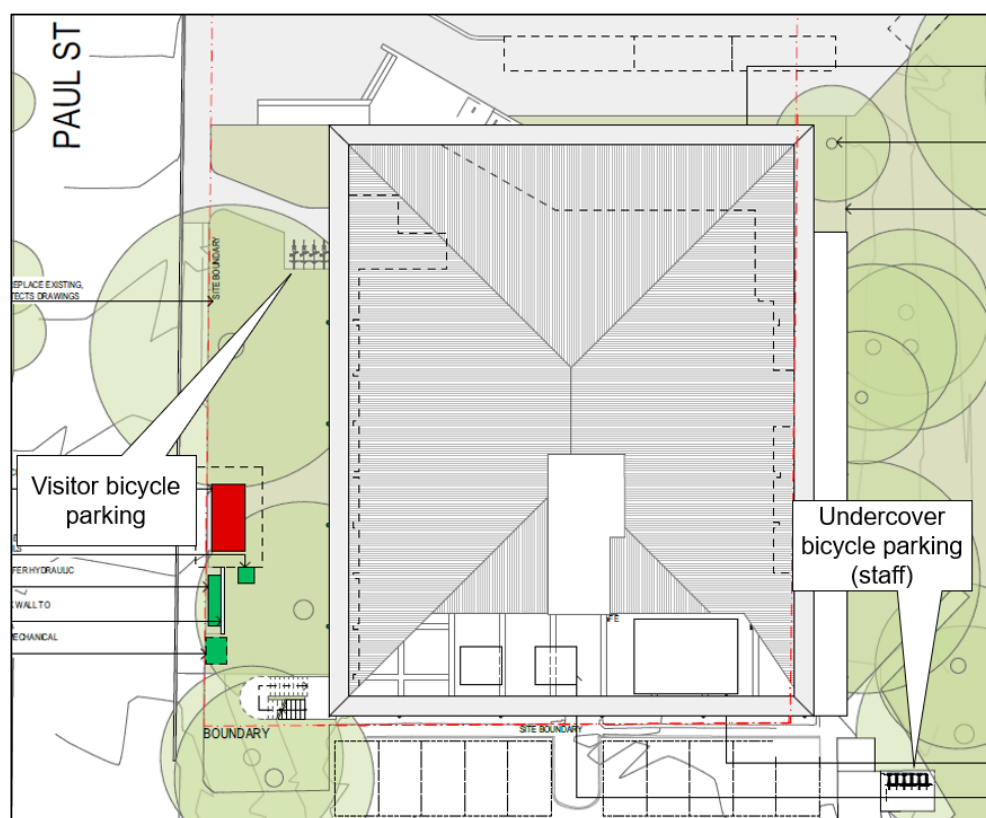 PAUL ST
SITE BOUNDARY
EPLACE EXISTING,
TECTS DRAWINGS
Visitor bicycle
parking
Undercover
bicycle parking
(staff)
FER HYDRAULIC
WALL TO
MECHANICAL
FE
BOUNDARY
SITE BOUNDARY